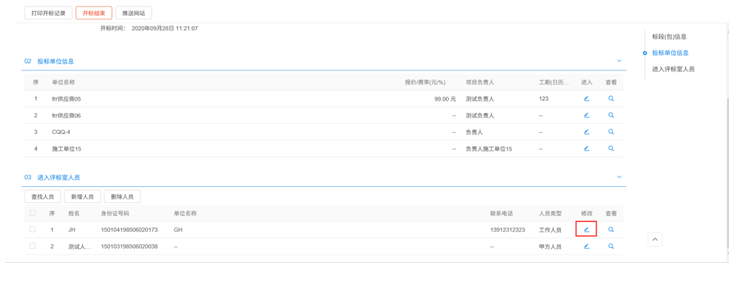 打印开标记录 开标结束 推送网站
开标时间： 2020年09月28日 11:21:07
标段(包)信息
投标单位信息
进入评标室人员
02 投标单位信息
序 单位名称 报价/费率(元/%) 项目负责人 工期(日历... 进入 查看
1 frr供应商05 99.00 元 测试负责人 123
2 frr供应商06 -- 测试负责人 --
3 CQQ-4 -- 负责人 --
4 施工单位15 -- 负责人施工单位15 --
03 进入评标室人员
查找人员 新增人员 删除人员
序 姓名 身份证号码 单位名称 联系电话 人员类型 修改 查看
1 JH 150104198506020173 GH 13912312323 工作人员
2 测试人... 150103198506020038 -- -- 甲方人员